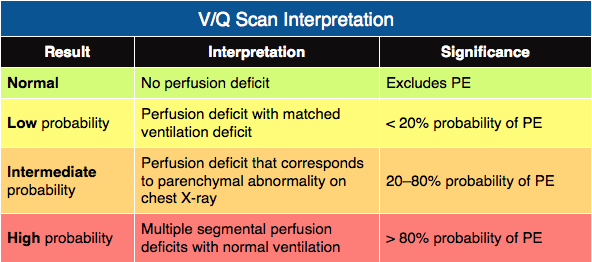 V/Q Scan Interpretation
Result Interpretation Significance
Normal No perfusion deficit Excludes PE
Low probability
Perfusion deficit with matched
ventilation deficit
< 20% probability of PE
Intermediate
probability
Perfusion deficit that corresponds
to parenchymal abnormality on
chest X-ray
20–80% probability of PE
High probability
Multiple segmental perfusion
deficits with normal ventilation
> 80% probability of PE